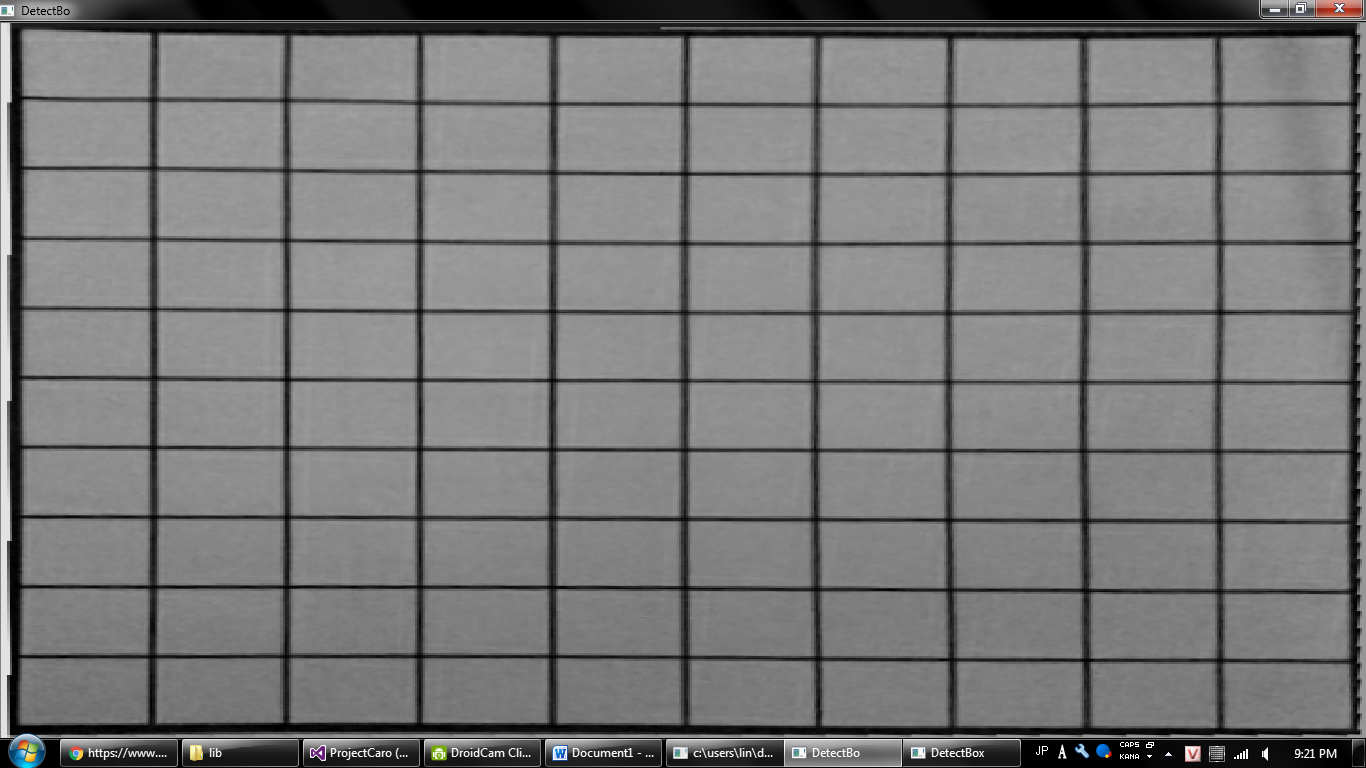 DetectBo
https://www....
lib
ProjectCaro (...
DroidCam Cli...
Document1 - ...
c:\users\lin\d...
DetectBo
DetectBox
JP
A
CAPS
KANA
V
9:21 PM